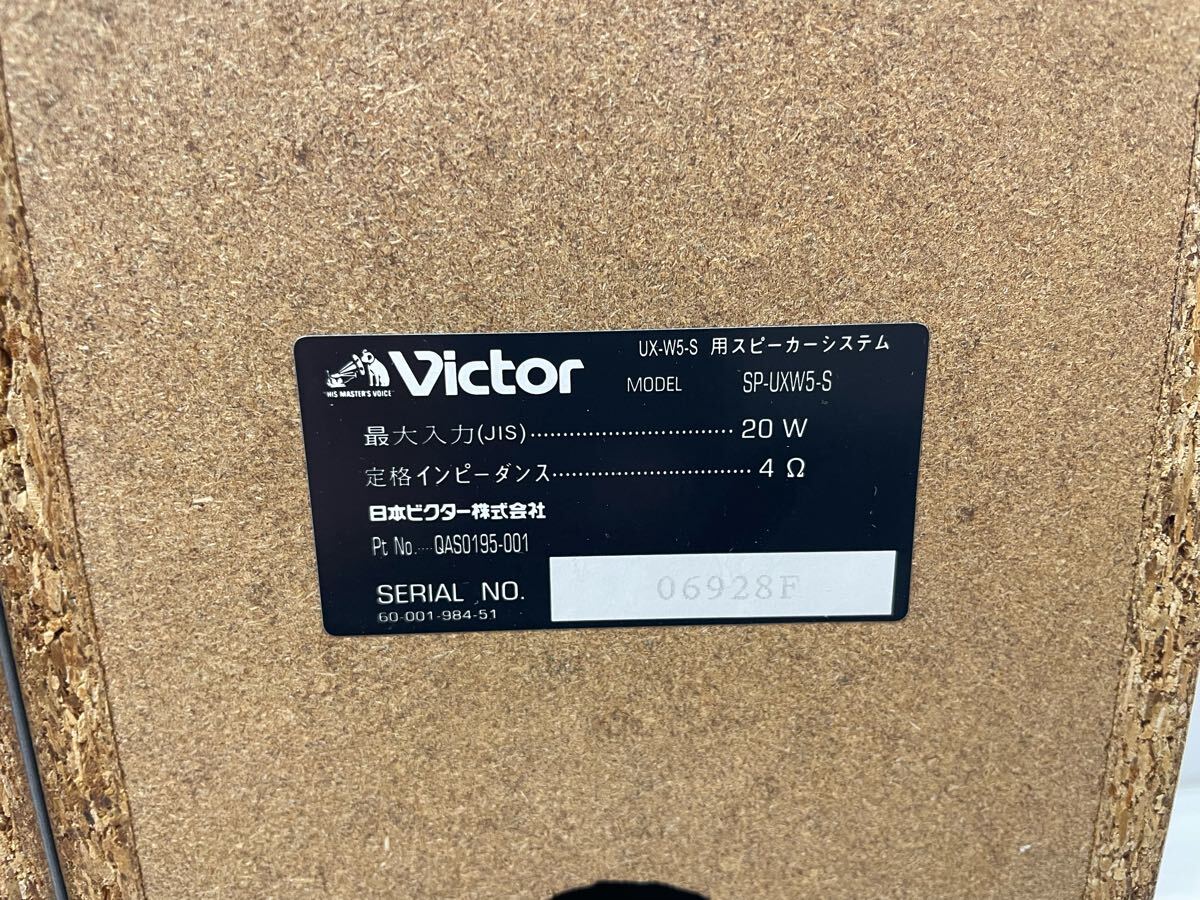 UX-W5-S 用スピーカーシステム
HIS MASTER'S VOICE Victor MODEL SP-UXW5-S
最大入力(JIS)................................20 W
定格インピーダンス...............................4 Ω
日本ビクター株式会社
Pt No.....QAS0195-001
SERIAL NO. 06928F
60-001-984-51